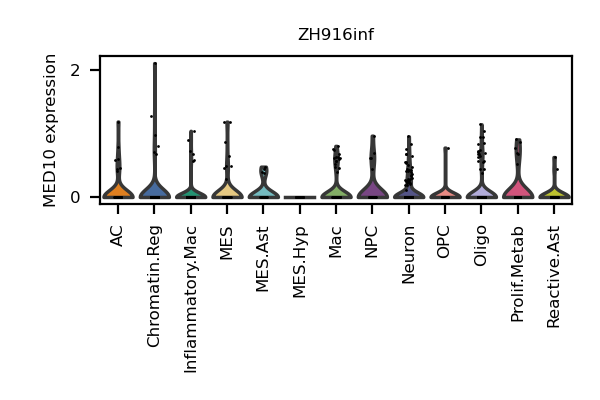 ZH916inf
MED10 expression
2
0
AC
Chromatin.Reg
Inflammatory.Mac
MES
MES.Ast
MES.Hyp
Mac
NPC
Neuron
OPC
Oligo
Prolif.Metab
Reactive.Ast